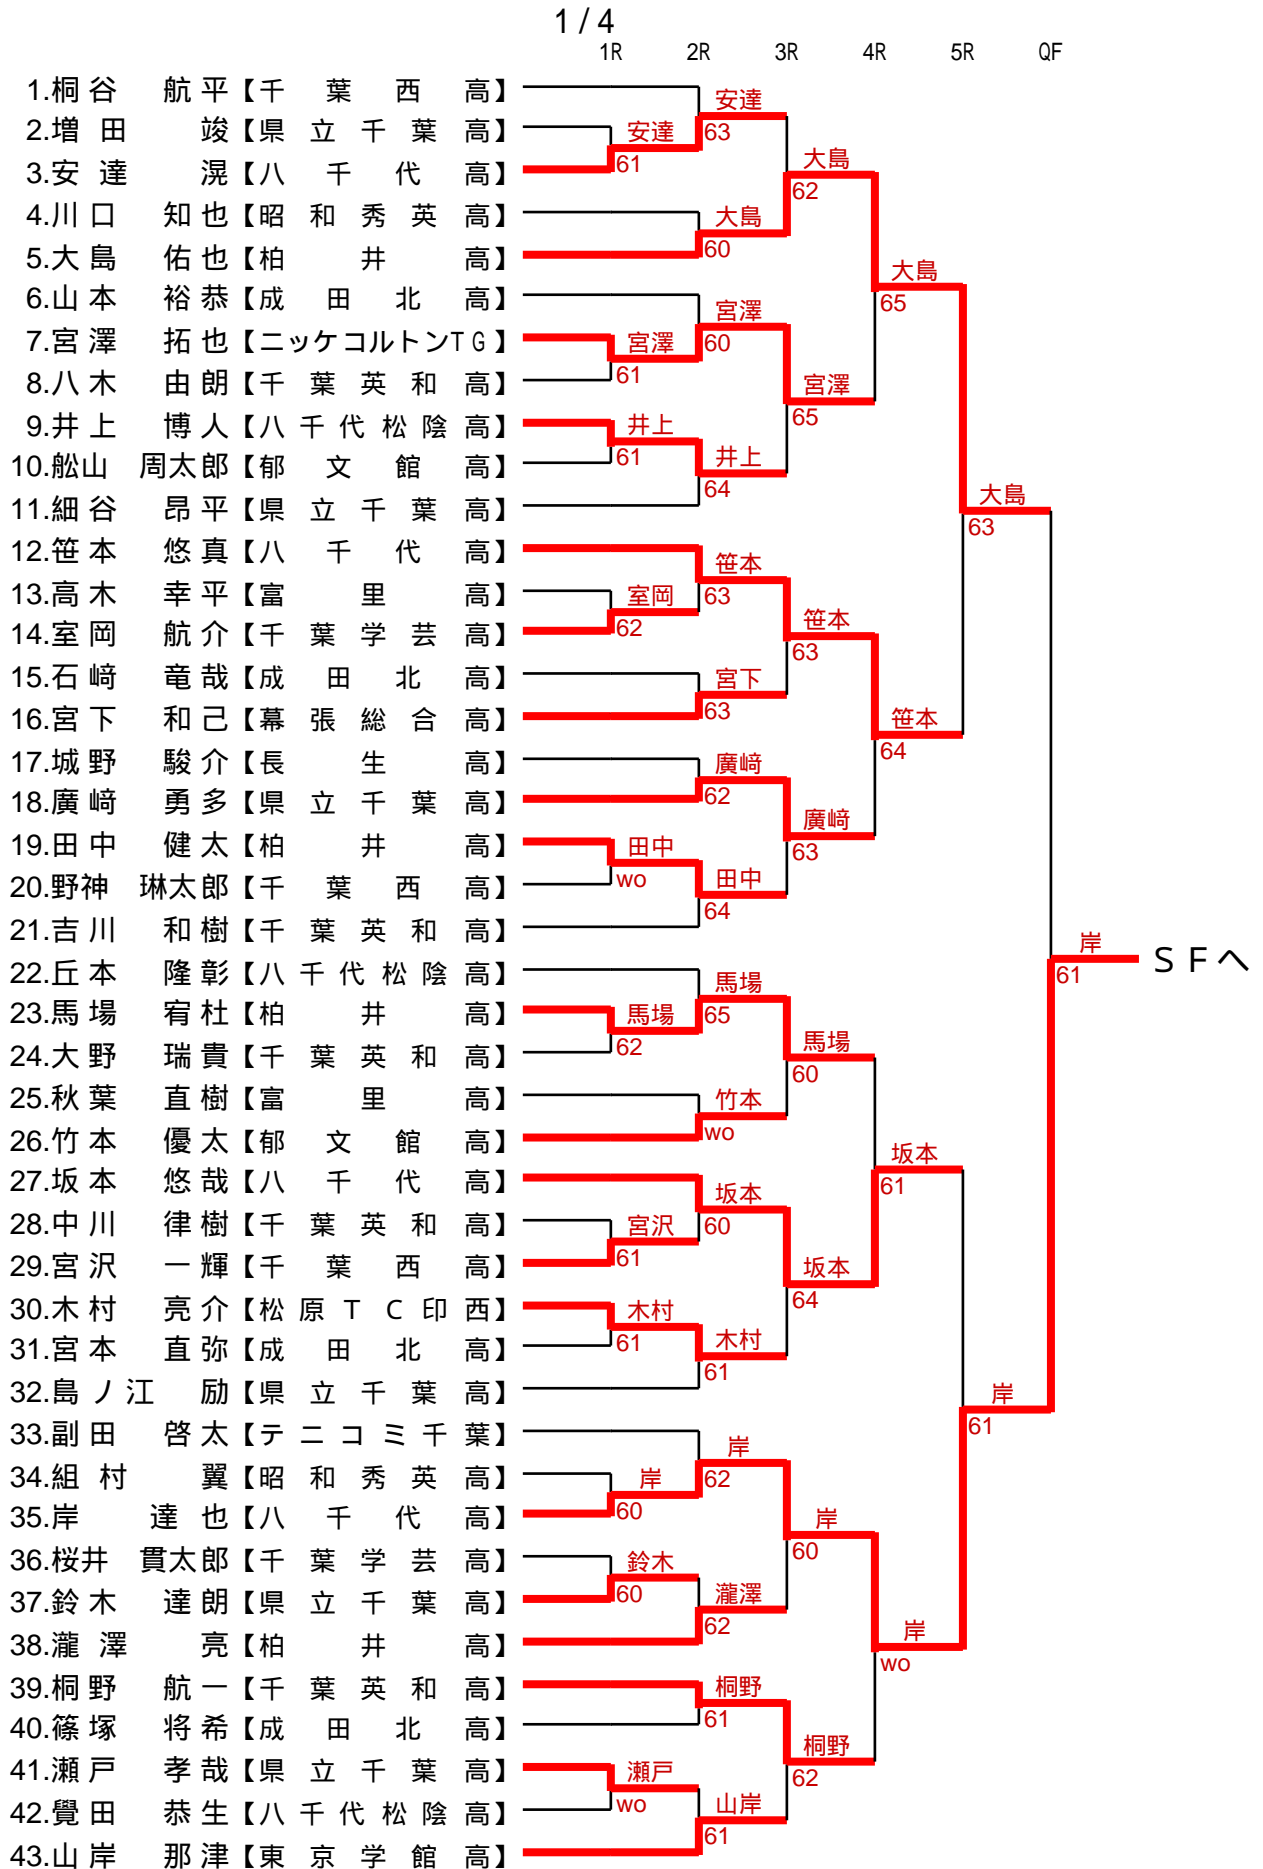 1 / 4
1R 2R 3R 4R 5R QF
1.桐谷 航平【千葉西高】
2.増田 竣【県立千葉高】
3.安達 滉【八千代高】
4.川口 知也【昭和秀英高】
5.大島 佑也【柏井高】
6.山本 裕恭【成田北高】
7.宮澤 拓也【ニッケコルトンTG】
8.八木 由朗【千葉英和高】
9.井上 博人【八千代松陰高】
10.舩山 周太郎【郁文館高】
11.細谷 昂平【県立千葉高】
12.笹本 悠真【八千代高】
13.高木 幸平【富里高】
14.室岡 航介【千葉学芸高】
15.石﨑 竜哉【成田北高】
16.宮下 和己【幕張総合高】
17.城野 駿介【長生高】
18.廣﨑 勇多【県立千葉高】
19.田中 健太【柏井高】
20.野神 琳太郎【千葉西高】
21.吉川 和樹【千葉英和高】
22.丘本 隆彰【八千代松陰高】
23.馬場 宥杜【柏井高】
24.大野 瑞貴【千葉英和高】
25.秋葉 直樹【富里高】
26.竹本 優太【郁文館高】
27.坂本 悠哉【八千代高】
28.中川 律樹【千葉英和高】
29.宮沢 一輝【千葉西高】
30.木村 亮介【松原TC印西】
31.宮本 直弥【成田北高】
32.島ノ江 励【県立千葉高】
33.副田 啓太【テニコミ千葉】
34.組村 翼【昭和秀英高】
35.岸 達也【八千代高】
36.桜井 貫太郎【千葉学芸高】
37.鈴木 達朗【県立千葉高】
38.瀧澤 亮【柏井高】
39.桐野 航一【千葉英和高】
40.篠塚 将希【成田北高】
41.瀬戸 孝哉【県立千葉高】
42.覺田 恭生【八千代松陰高】
43.山岸 那津【東京学館高】
安達
61
宮澤
61
井上
61
室岡
62
田中
wo
馬場
62
宮沢
61
木村
61
岸
60
鈴木
60
瀬戸
wo
安達
63
大島
60
宮澤
60
井上
64
笹本
63
宮下
63
廣﨑
62
田中
64
馬場
65
竹本
wo
坂本
60
木村
61
岸
62
瀧澤
62
桐野
61
山岸
61
大島
62
宮澤
65
笹本
63
廣﨑
63
馬場
60
坂本
64
岸
60
桐野
62
大島
65
笹本
64
坂本
61
岸
wo
大島
63
岸
61
岸
61
SFへ